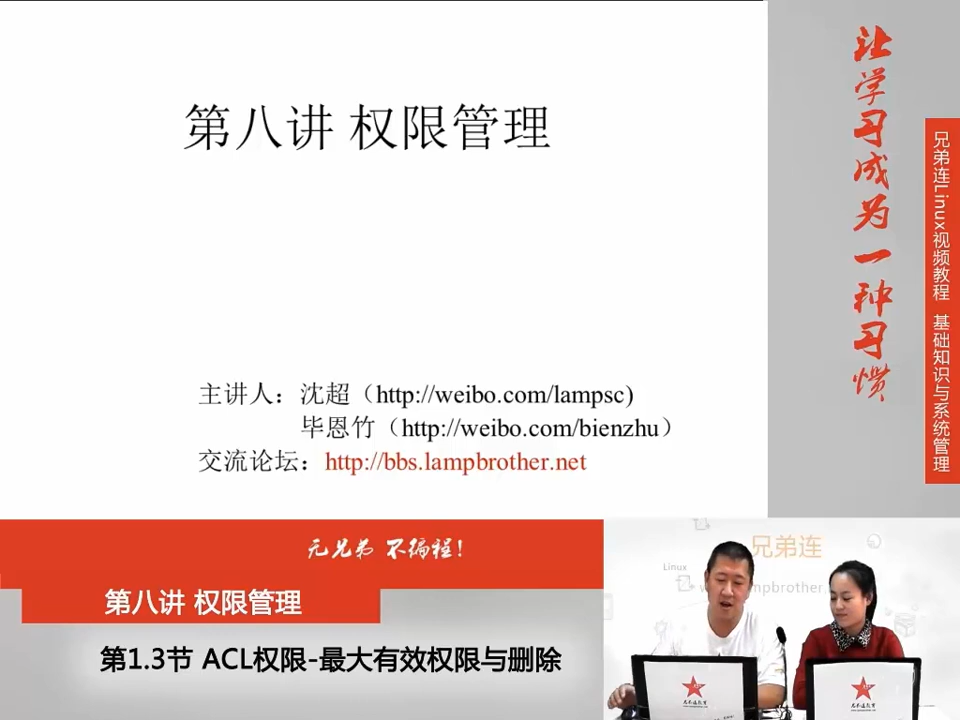 第八讲 权限管理
主讲人：沈超（http://weibo.com/lampsc)
毕恩竹（http://weibo.com/bienzhu）
交流论坛：http://bbs.lampbrother.net
让学习成为一种习惯
兄弟连Linux视频教程 基础知识与系统管理
无兄弟 不编程！
第八讲 权限管理
第1.3节 ACL权限-最大有效权限与删除
兄弟连
Linux